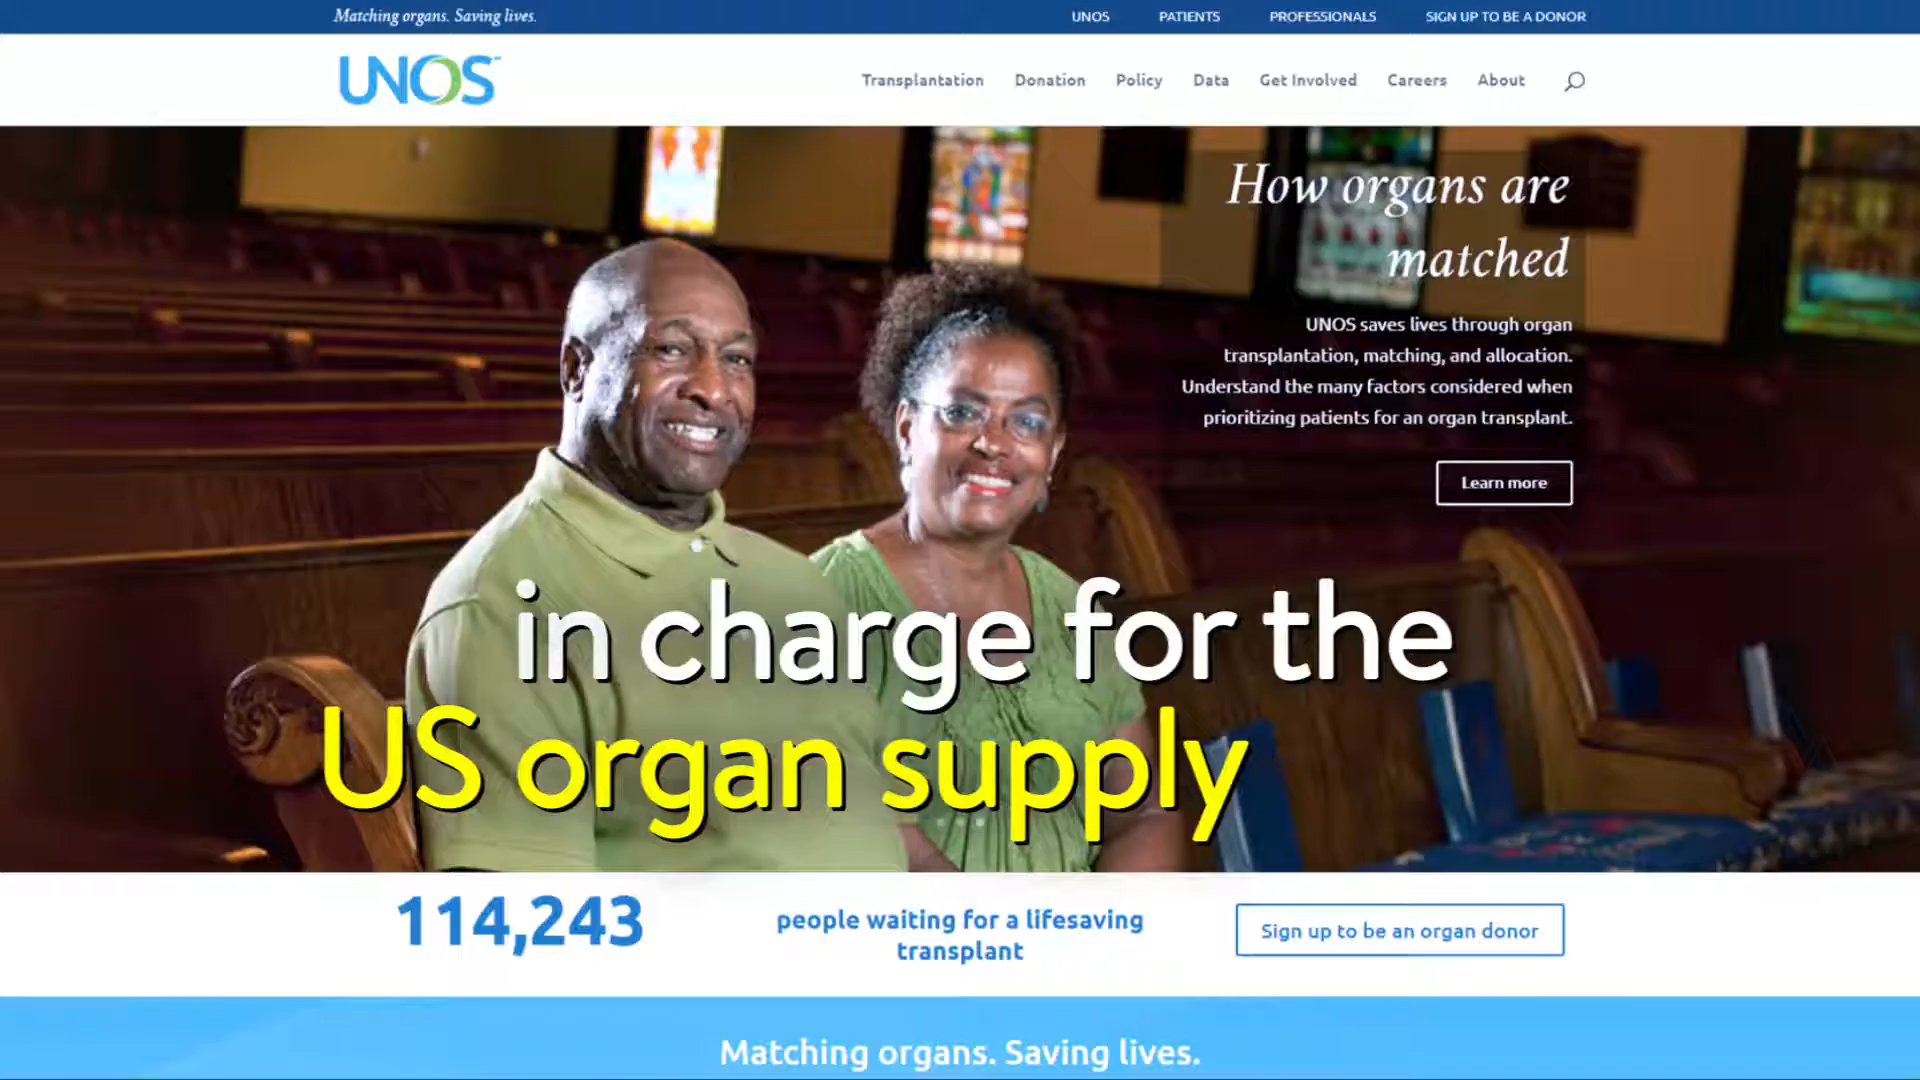 Matching organs. Saving lives.
UNOS PATIENTS PROFESSIONALS SIGN UP TO BE A DONOR
UNOS
Transplantation Donation Policy Data Get Involved Careers About
How organs are
matched
UNOS saves lives through organ
transplantation, matching, and allocation.
Understand the many factors considered when
prioritizing patients for an organ transplant.
Learn more
in charge for the
US organ supply
114,243
people waiting for a lifesaving
transplant
Sign up to be an organ donor
Matching organs. Saving lives.